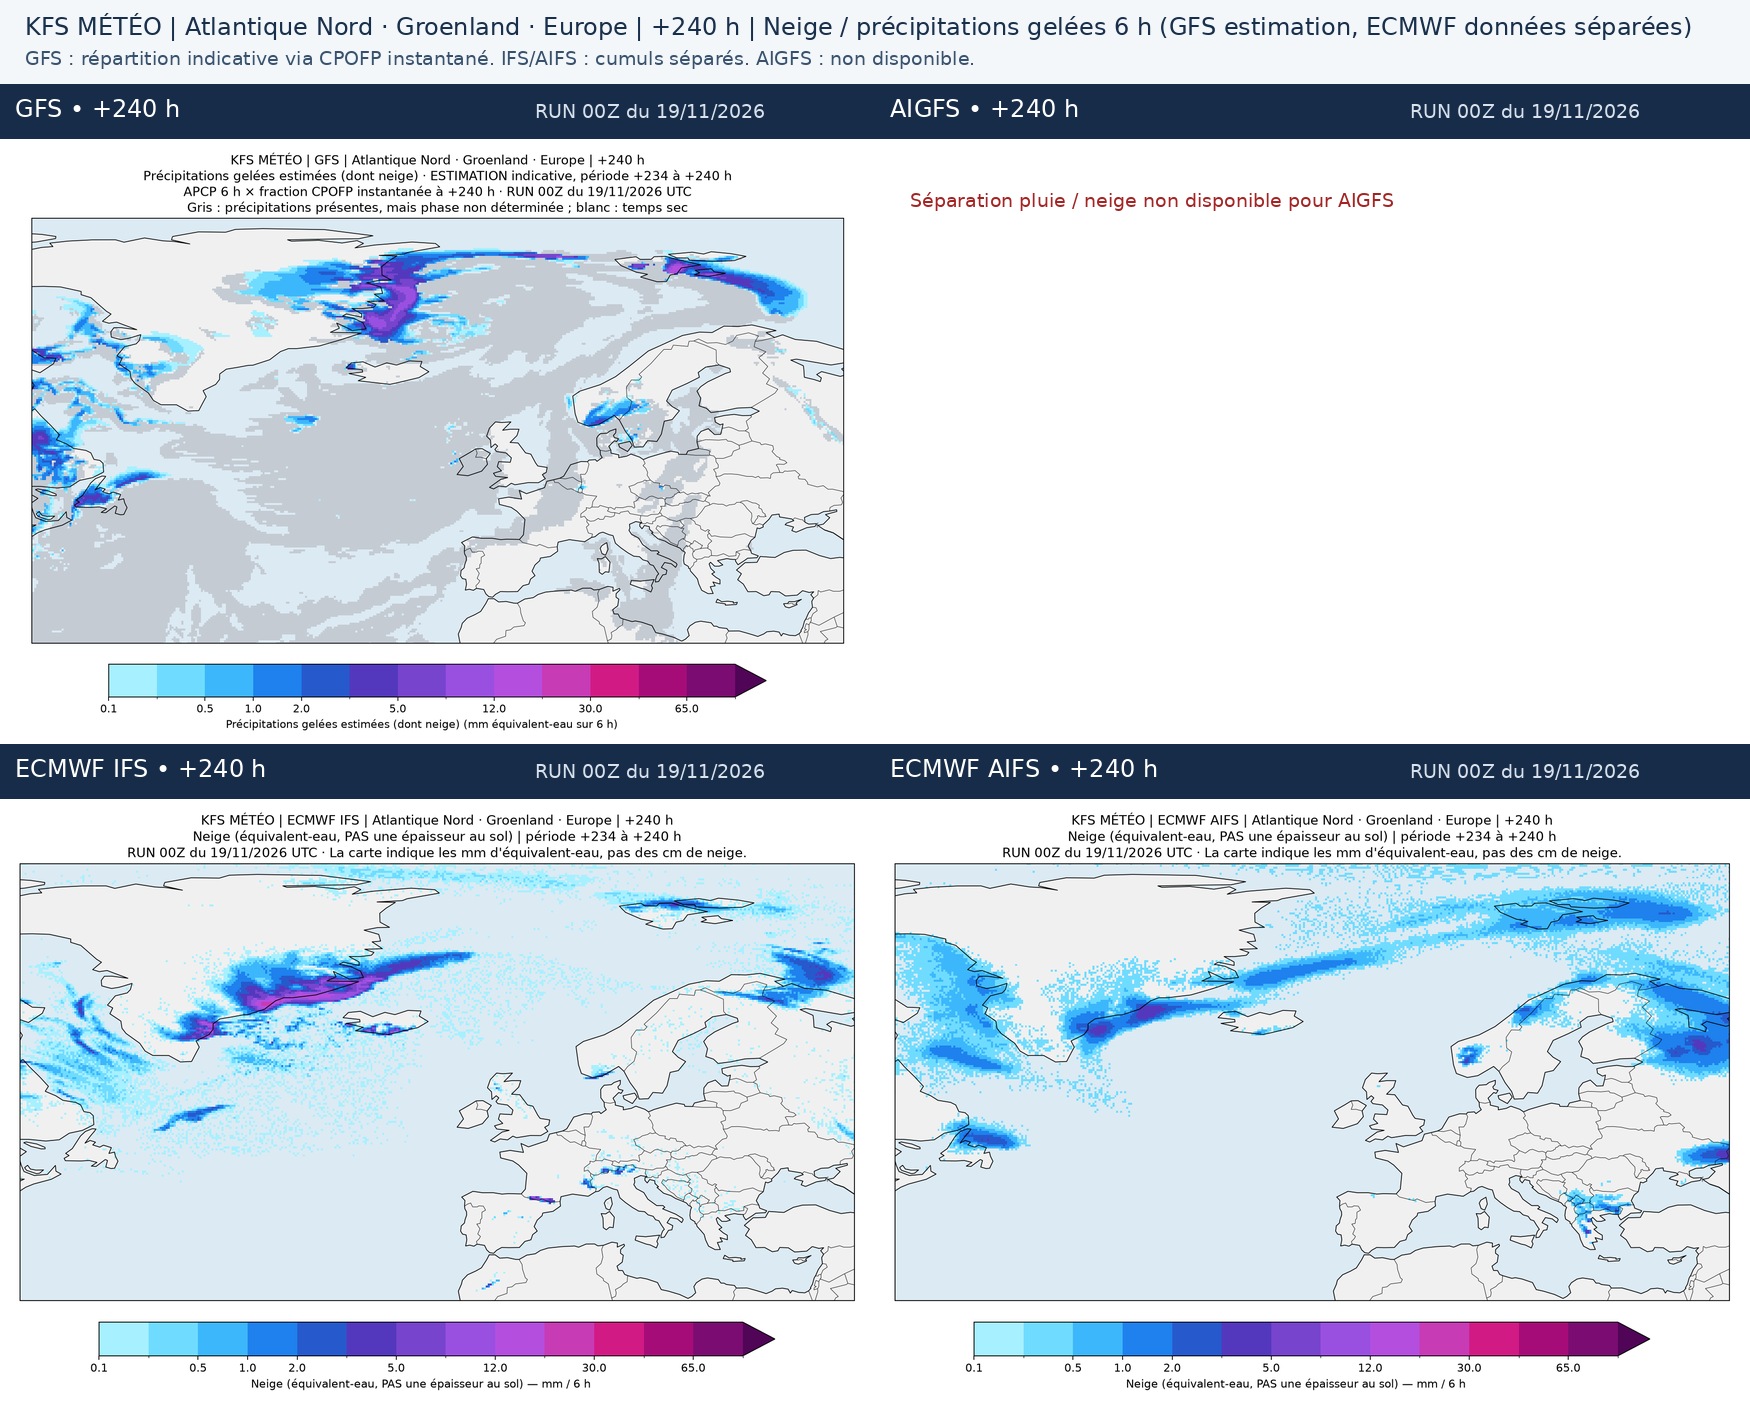 KFS MÉTÉO | Atlantique Nord · Groenland · Europe | +240 h | Neige / précipitations gelées 6 h (GFS estimation, ECMWF données séparées)
GFS : répartition indicative via CPOFP instantané. IFS/AIFS : cumuls séparés. AIGFS : non disponible.
GFS • +240 h
RUN 00Z du 19/11/2026
KFS MÉTÉO | GFS | Atlantique Nord · Groenland · Europe | +240 h
Précipitations gelées estimées (dont neige) · ESTIMATION indicative, période +234 à +240 h
APCP 6 h × fraction CPOFP instantanée à +240 h · RUN 00Z du 19/11/2026 UTC
Gris : précipitations présentes, mais phase non déterminée ; blanc : temps sec
0.1 0.5 1.0 2.0 5.0 12.0 30.0 65.0
Précipitations gelées estimées (dont neige) (mm équivalent-eau sur 6 h)
AIGFS • +240 h
RUN 00Z du 19/11/2026
Séparation pluie / neige non disponible pour AIGFS
ECMWF IFS • +240 h
RUN 00Z du 19/11/2026
KFS MÉTÉO | ECMWF IFS | Atlantique Nord · Groenland · Europe | +240 h
Neige (équivalent-eau, PAS une épaisseur au sol) | période +234 à +240 h
RUN 00Z du 19/11/2026 UTC · La carte indique les mm d'équivalent-eau, pas des cm de neige.
0.1 0.5 1.0 2.0 5.0 12.0 30.0 65.0
Neige (équivalent-eau, PAS une épaisseur au sol) — mm / 6 h
ECMWF AIFS • +240 h
RUN 00Z du 19/11/2026
KFS MÉTÉO | ECMWF AIFS | Atlantique Nord · Groenland · Europe | +240 h
Neige (équivalent-eau, PAS une épaisseur au sol) | période +234 à +240 h
RUN 00Z du 19/11/2026 UTC · La carte indique les mm d'équivalent-eau, pas des cm de neige.
0.1 0.5 1.0 2.0 5.0 12.0 30.0 65.0
Neige (équivalent-eau, PAS une épaisseur au sol) — mm / 6 h